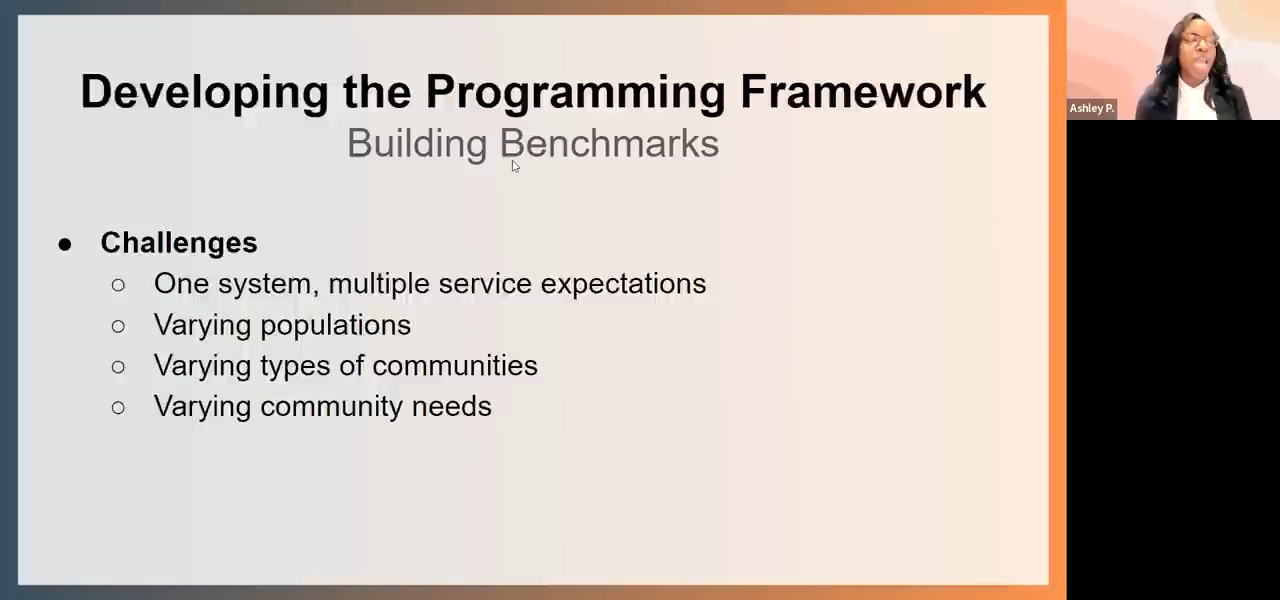 Developing the Programming Framework
Building Benchmarks
● Challenges
○ One system, multiple service expectations
○ Varying populations
○ Varying types of communities
○ Varying community needs
Ashley P.